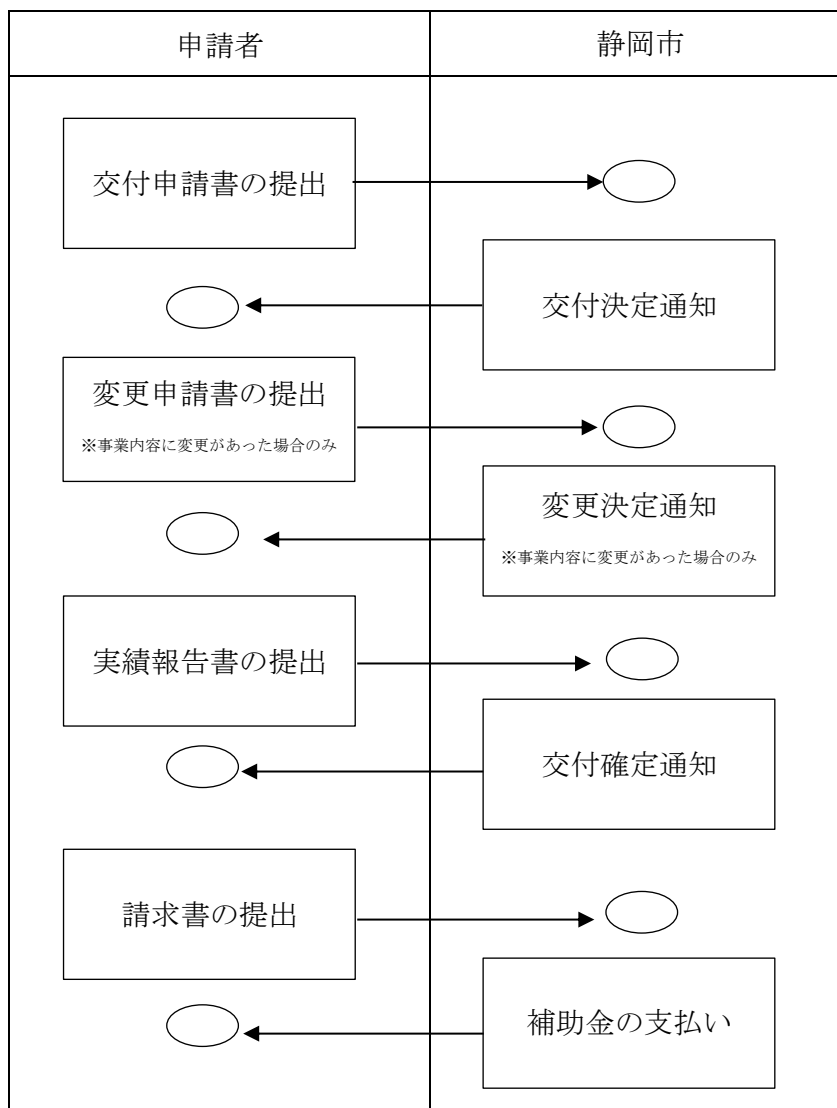 申請者
静岡市
交付申請書の提出
交付決定通知
変更申請書の提出
※事業内容に変更があった場合のみ
変更決定通知
※事業内容に変更があった場合のみ
実績報告書の提出
交付確定通知
請求書の提出
補助金の支払い